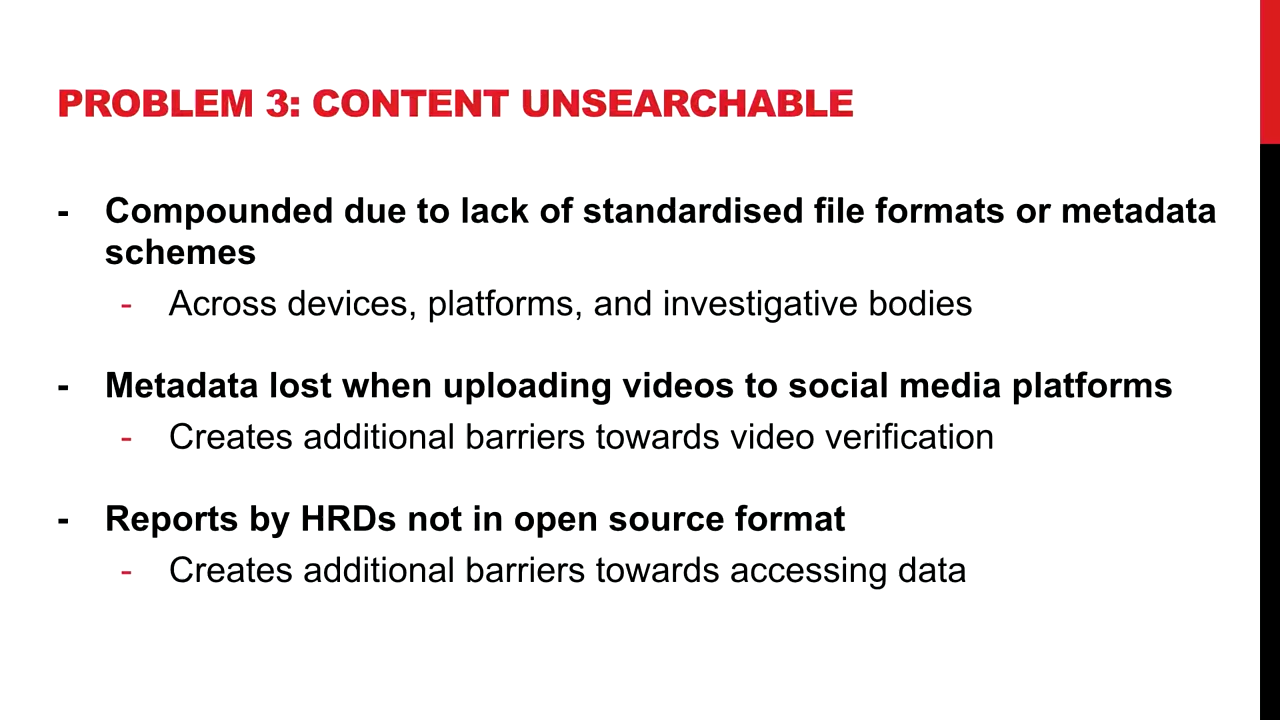 PROBLEM 3: CONTENT UNSEARCHABLE
- Compounded due to lack of standardised file formats or metadata
schemes
- Across devices, platforms, and investigative bodies
- Metadata lost when uploading videos to social media platforms
- Creates additional barriers towards video verification
- Reports by HRDs not in open source format
- Creates additional barriers towards accessing data